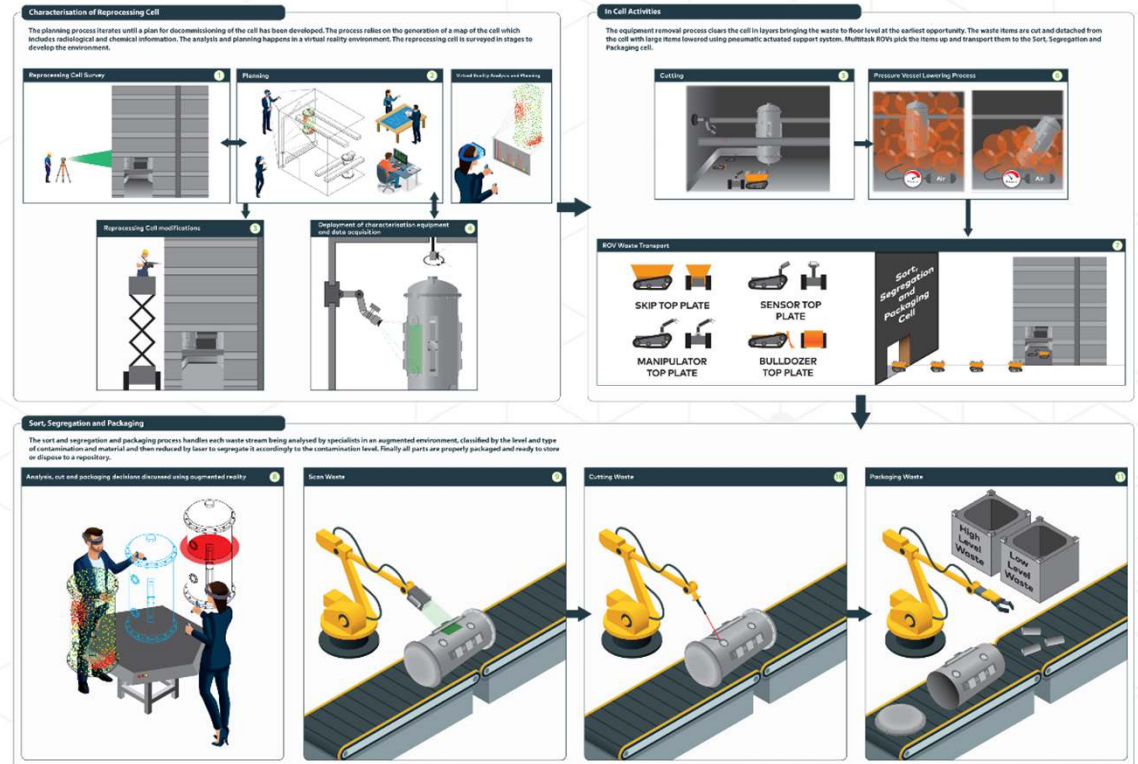 Characterisation of Reprocessing Cell
The planning process iterates until a plan for decommissioning of the cell has been developed. The process relies on the generation of a map of the cell which
includes radiological and chemical information. The analysis and planning happens in a virtual reality environment. The reprocessing cell is surveyed in stages to
develop the environment.
Reprocessing Cell Survey 1
Planning 2
Virtual Reality Analysis and Planning
Reprocessing Cell modifications 3
Deployment of characterisation equipment
and data acquisition 4
In Cell Activities
The equipment removal process clears the cell in layers bringing the waste to floor level at the earliest opportunity. The waste items are cut and detached from
the cell with large items lowered using pneumatic actuated support system. Multitask ROVs pick the items up and transport them to the Sort, Segregation and
Packaging cell.
Cutting 5
Pressure Vessel Lowering Process 6
Air
Air
ROV Waste Transport 7
SKIP TOP PLATE
SENSOR TOP
PLATE
MANIPULATOR
TOP PLATE
BULLDOZER
TOP PLATE
Sort,
Segregation
and
Packaging
Cell
Sort, Segregation and Packaging
The sort and segregation and packaging process handles each waste stream being analysed by specialists in an augmented environment, classified by the level and type
of contamination and material and then reduced by laser to segregate it accordingly to the contamination level. Finally all parts are properly packaged and ready to store
or dispose to a repository.
Analysis, cut and packaging decisions discussed using augmented reality 8
Scan Waste 9
Cutting Waste 10
Packaging Waste 11
High
Level
Waste
Low
Level
Waste